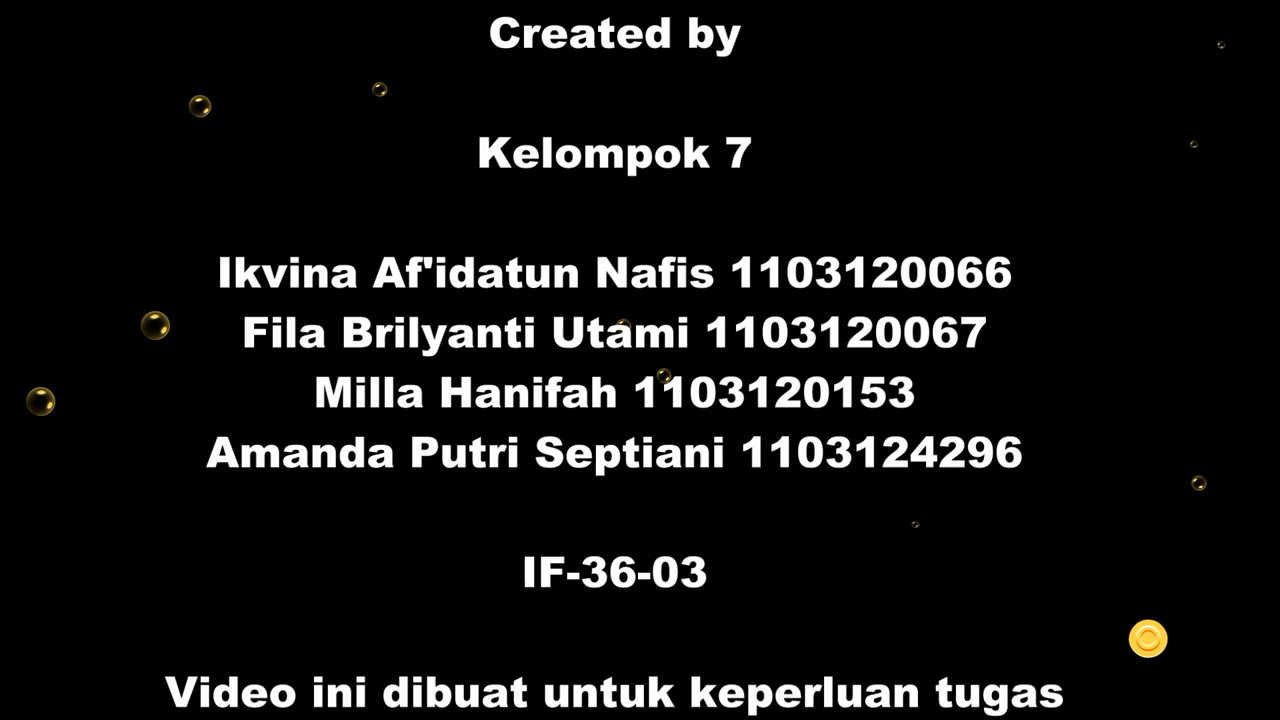 Created by
Kelompok 7
Ikvina Af'idatun Nafis 1103120066
Fila Brilyanti Utami 1103120067
Milla Hanifah 1103120153
Amanda Putri Septiani 1103124296
IF-36-03
Video ini dibuat untuk keperluan tugas